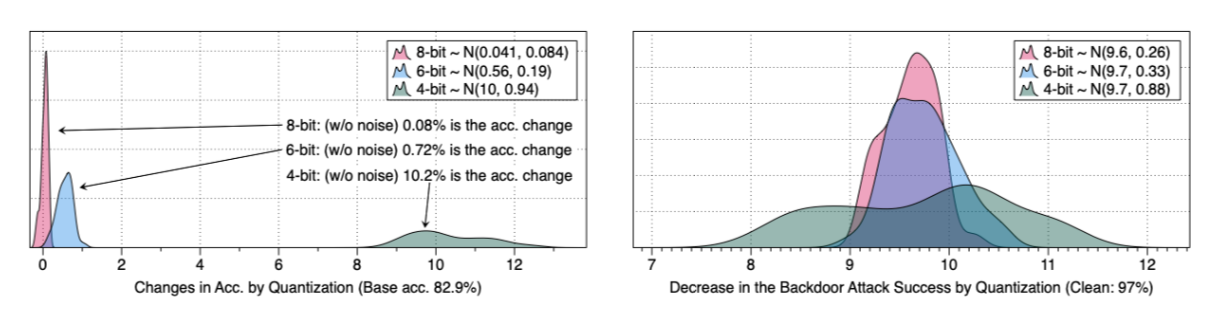 8-bit ~ N(0.041, 0.084)
6-bit ~ N(0.56, 0.19)
4-bit ~ N(10, 0.94)
8-bit: (w/o noise) 0.08% is the acc. change
6-bit: (w/o noise) 0.72% is the acc. change
4-bit: (w/o noise) 10.2% is the acc. change
0 2 4 6 8 10 12
Changes in Acc. by Quantization (Base acc. 82.9%)
8-bit ~ N(9.6, 0.26)
6-bit ~ N(9.7, 0.33)
4-bit ~ N(9.7, 0.88)
7 8 9 10 11 12
Decrease in the Backdoor Attack Success by Quantization (Clean: 97%)